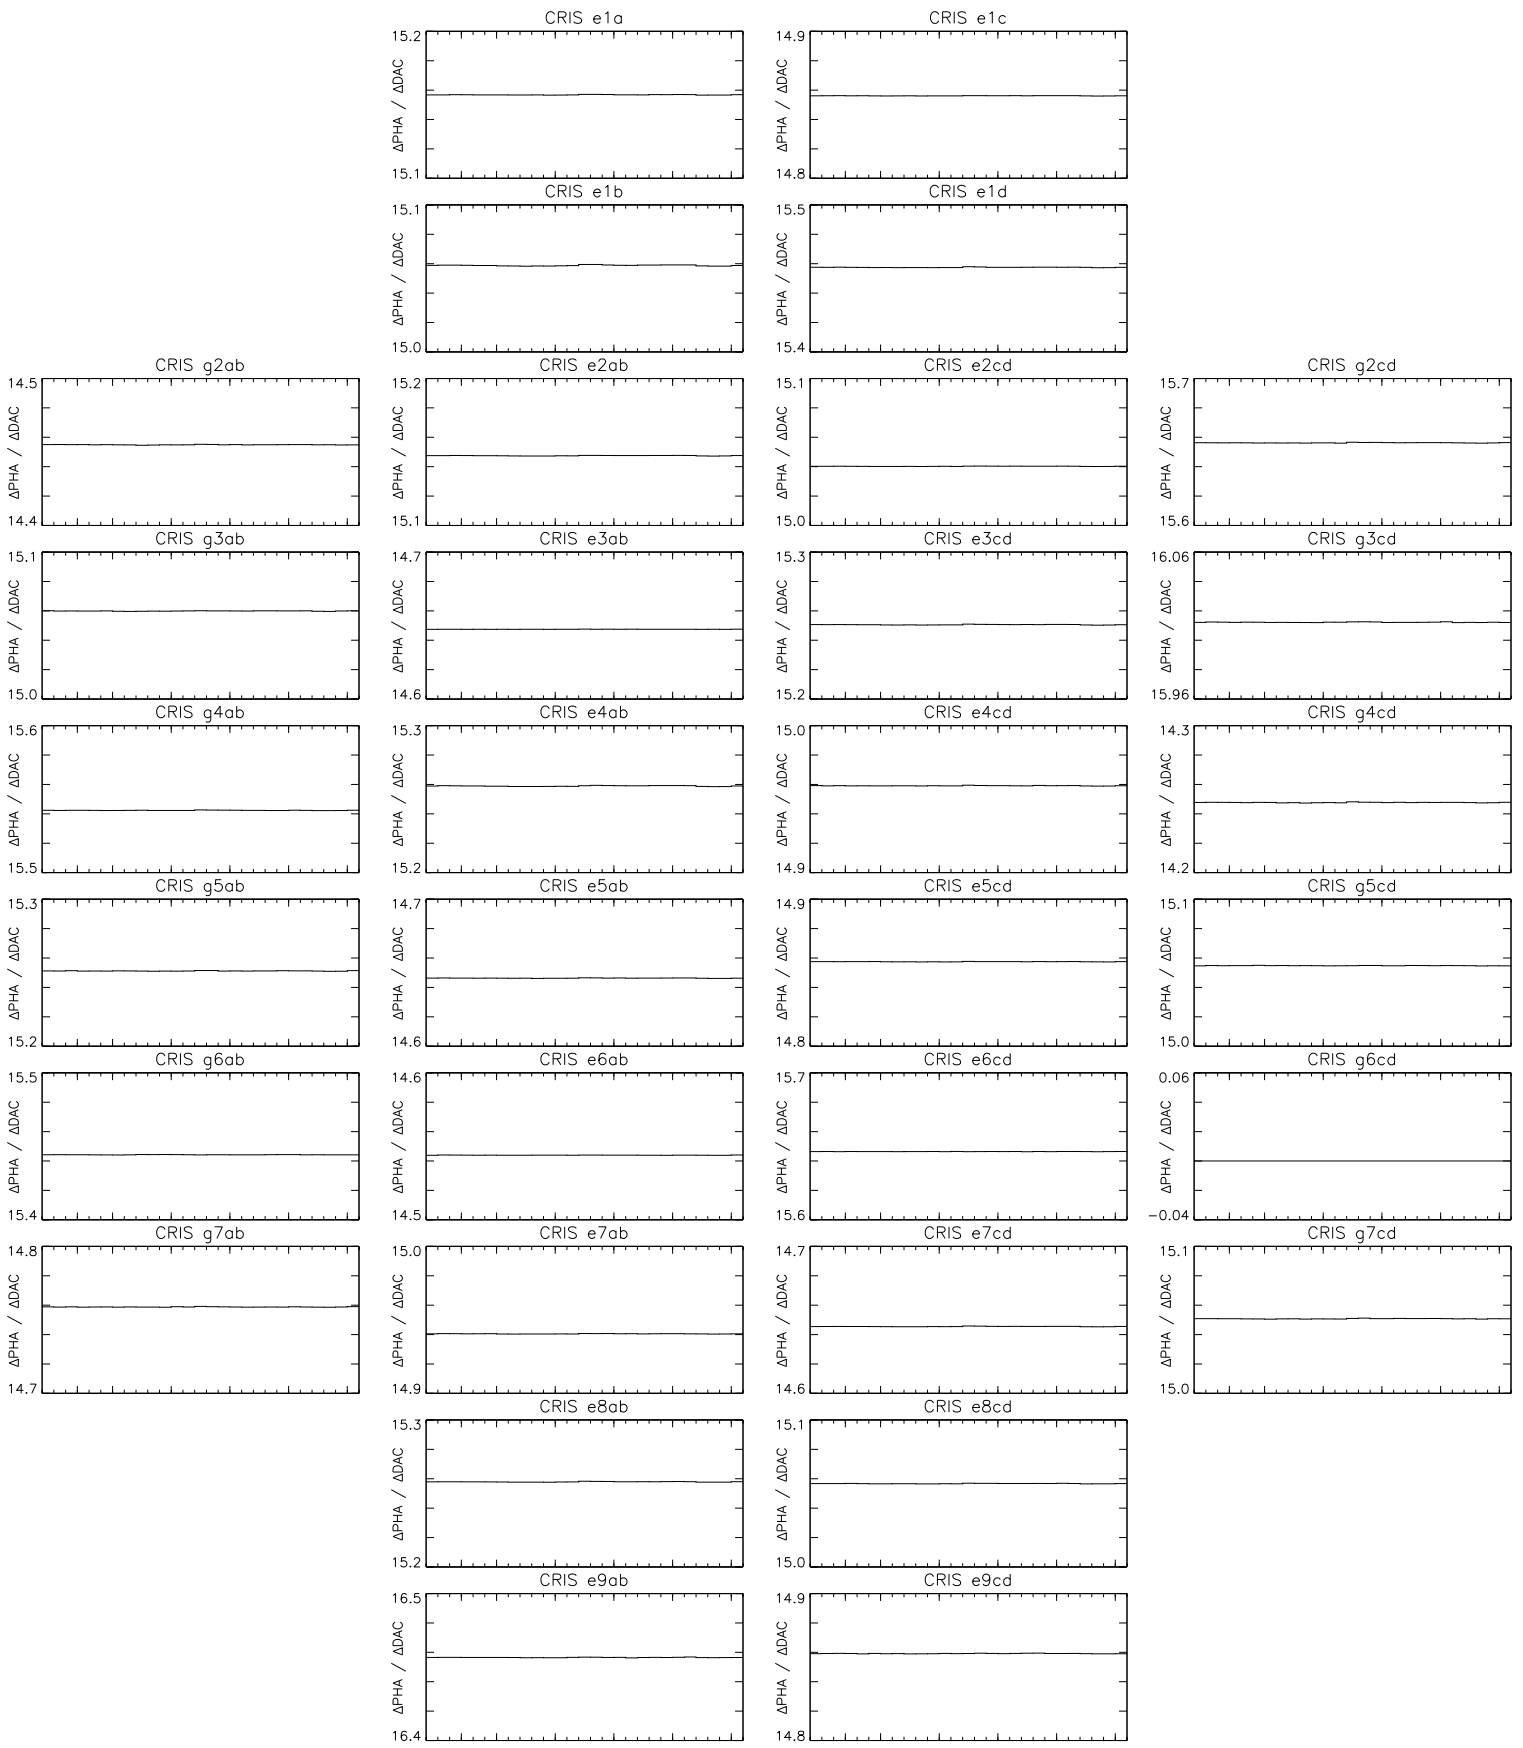 CRIS e1a
15.2
ΔPHA / ΔDAC
15.1
CRIS e1c
14.9
ΔPHA / ΔDAC
14.8
CRIS e1b
15.1
ΔPHA / ΔDAC
15.0
CRIS e1d
15.5
ΔPHA / ΔDAC
15.4
CRIS g2ab
14.5
ΔPHA / ΔDAC
14.4
CRIS e2ab
15.2
ΔPHA / ΔDAC
15.1
CRIS e2cd
15.1
ΔPHA / ΔDAC
15.0
CRIS g2cd
15.7
ΔPHA / ΔDAC
15.6
CRIS g3ab
15.1
ΔPHA / ΔDAC
15.0
CRIS e3ab
14.7
ΔPHA / ΔDAC
14.6
CRIS e3cd
15.3
ΔPHA / ΔDAC
15.2
CRIS g3cd
16.06
ΔPHA / ΔDAC
15.96
CRIS g4ab
15.6
ΔPHA / ΔDAC
15.5
CRIS e4ab
15.3
ΔPHA / ΔDAC
15.2
CRIS e4cd
15.0
ΔPHA / ΔDAC
14.9
CRIS g4cd
14.3
ΔPHA / ΔDAC
14.2
CRIS g5ab
15.3
ΔPHA / ΔDAC
15.2
CRIS e5ab
14.7
ΔPHA / ΔDAC
14.6
CRIS e5cd
14.9
ΔPHA / ΔDAC
14.8
CRIS g5cd
15.1
ΔPHA / ΔDAC
15.0
CRIS g6ab
15.5
ΔPHA / ΔDAC
15.4
CRIS e6ab
14.6
ΔPHA / ΔDAC
14.5
CRIS e6cd
15.7
ΔPHA / ΔDAC
15.6
CRIS g6cd
0.06
ΔPHA / ΔDAC
−0.04
CRIS g7ab
14.8
ΔPHA / ΔDAC
14.7
CRIS e7ab
15.0
ΔPHA / ΔDAC
14.9
CRIS e7cd
14.7
ΔPHA / ΔDAC
14.6
CRIS g7cd
15.1
ΔPHA / ΔDAC
15.0
CRIS e8ab
15.3
ΔPHA / ΔDAC
15.2
CRIS e8cd
15.1
ΔPHA / ΔDAC
15.0
CRIS e9ab
16.5
ΔPHA / ΔDAC
16.4
CRIS e9cd
14.9
ΔPHA / ΔDAC
14.8